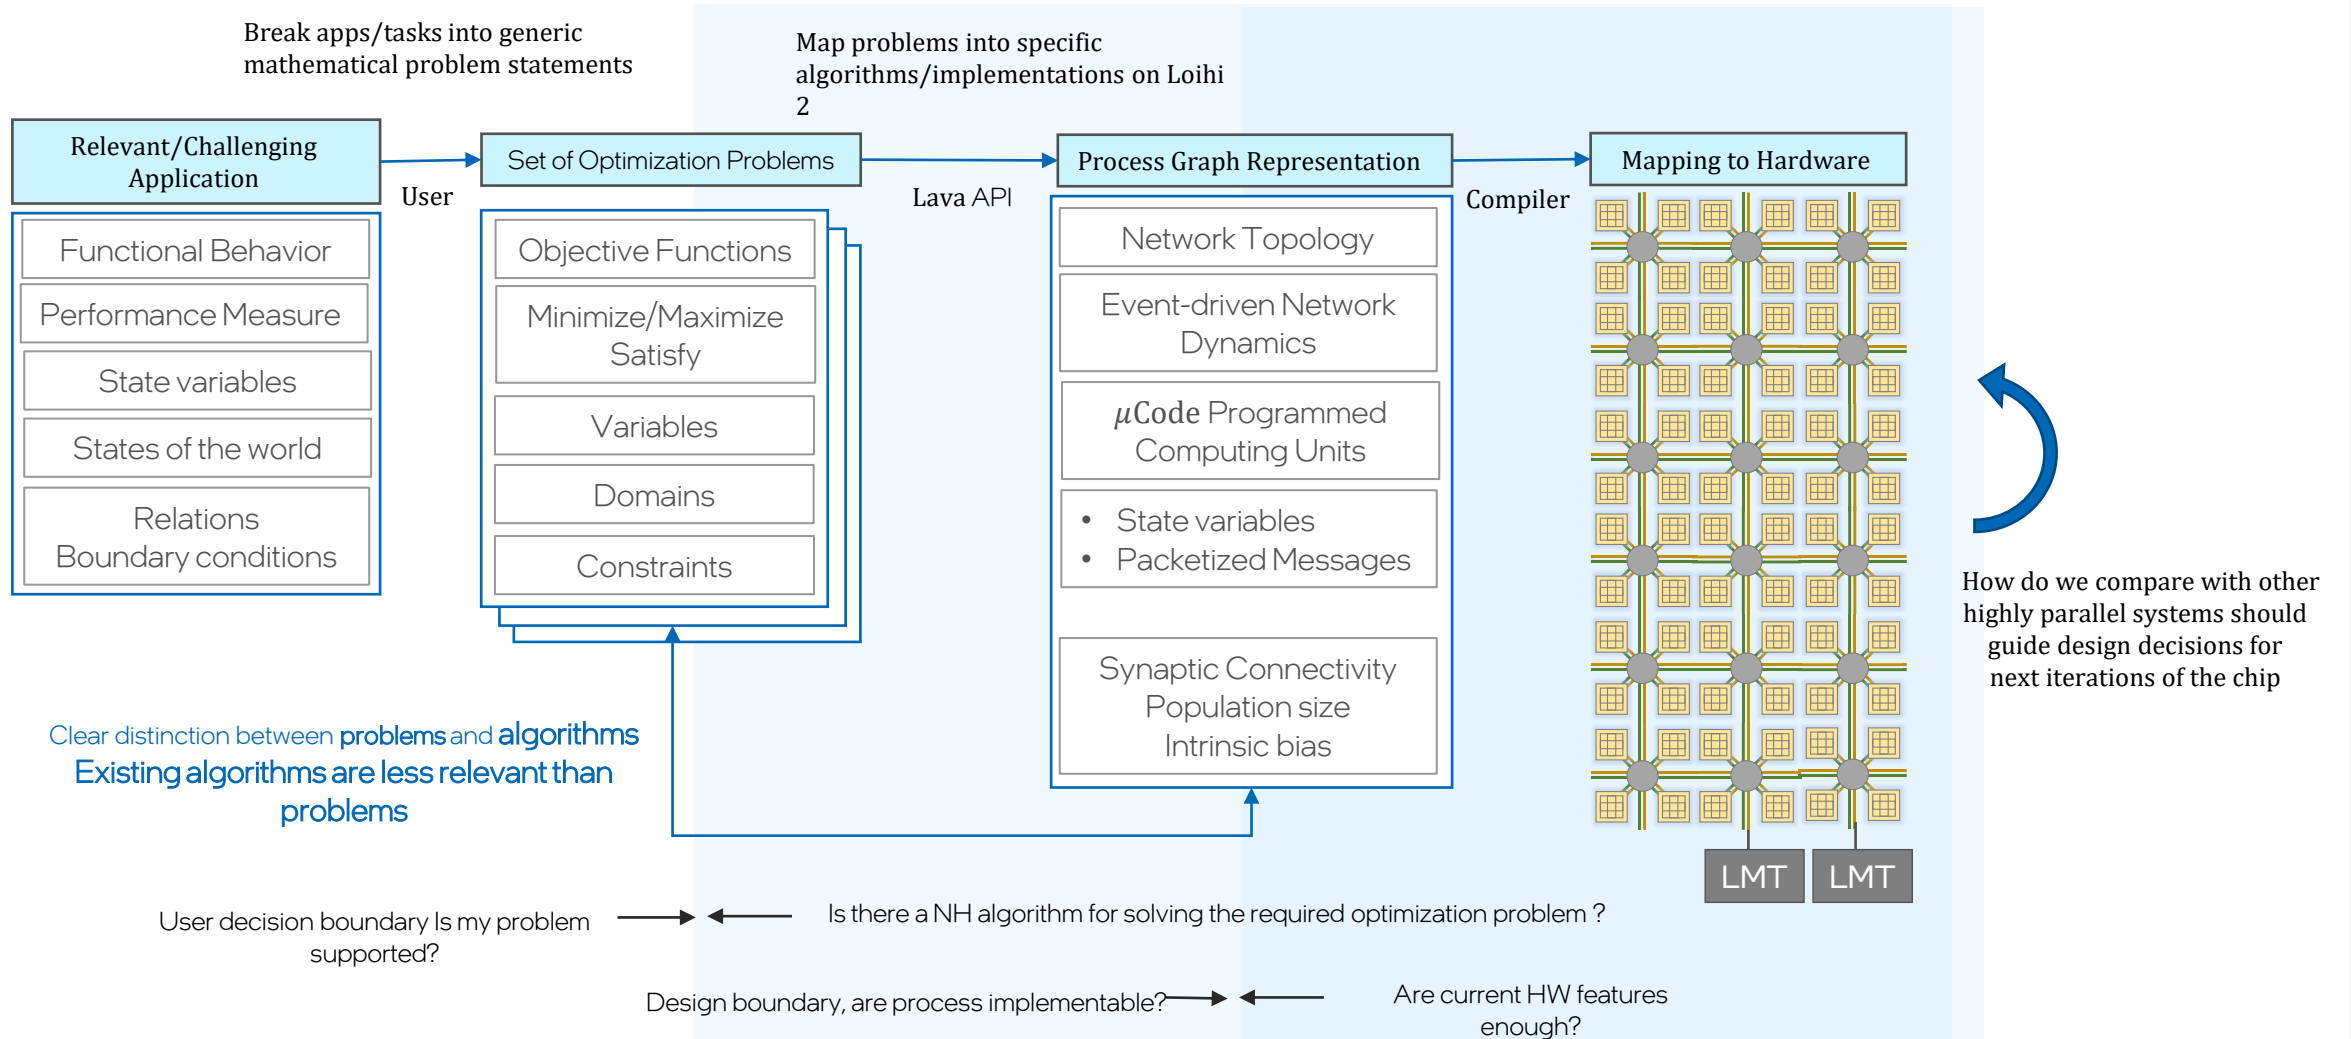 Break apps/tasks into generic
mathematical problem statements
Map problems into specific
algorithms/implementations on Loihi
2
Relevant/Challenging
Application
User
Set of Optimization Problems
Lava API
Process Graph Representation
Compiler
Mapping to Hardware
Functional Behavior
Performance Measure
State variables
States of the world
Relations
Boundary conditions
Objective Functions
Minimize/Maximize
Satisfy
Variables
Domains
Constraints
Network Topology
Event-driven Network
Dynamics
μCode Programmed
Computing Units
• State variables
• Packetized Messages
Synaptic Connectivity
Population size
Intrinsic bias
LMT
LMT
How do we compare with other
highly parallel systems should
guide design decisions for
next iterations of the chip
Clear distinction between problems and algorithms
Existing algorithms are less relevant than
problems
User decision boundary Is my problem
supported?
Is there a NH algorithm for solving the required optimization problem ?
Design boundary, are process implementable?
Are current HW features
enough?